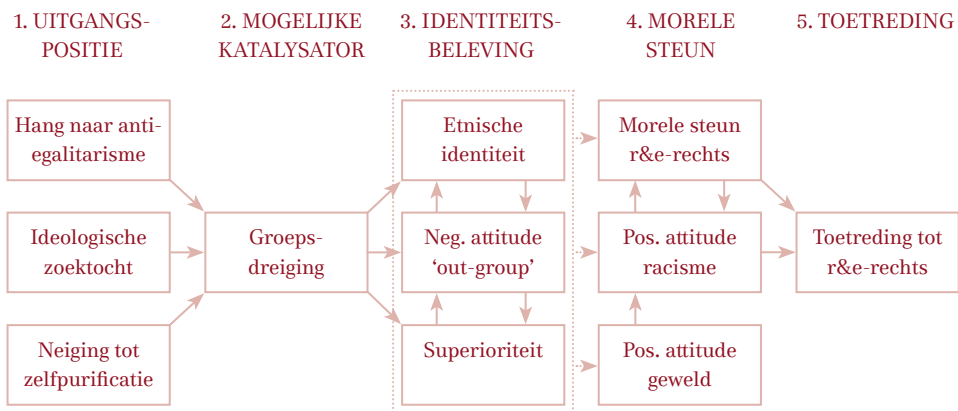 1. UITGANGS-
POSITIE
2. MOGELIJKE
KATALYSATOR
3. IDENTITEITS-
BELEVING
4. MORELE
STEUN
5. TOETREDING
Hang naar anti-
egalitarisme
Ideologische
zoektocht
Neiging tot
zelfpurificatie
Groeps-
dreiging
Etnische
identiteit
Neg. attitude
‘out-group’
Superioriteit
Morele steun
r&e-rechts
Pos. attitude
racisme
Pos. attitude
geweld
Toetreding tot
r&e-rechts